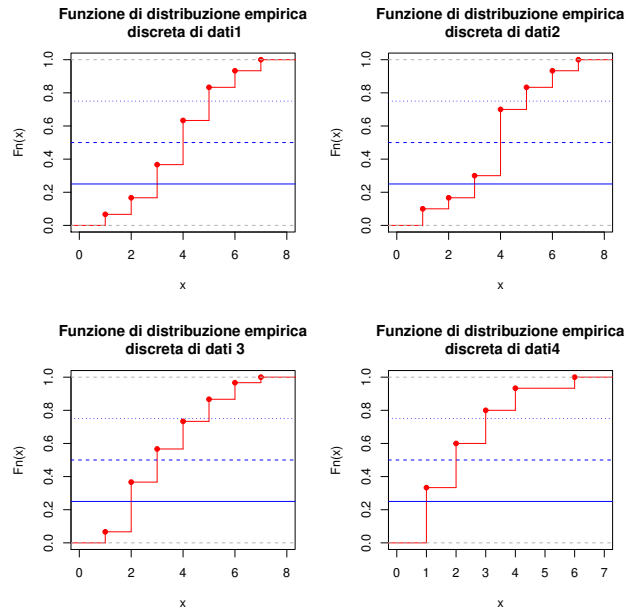 Funzione di distribuzione empirica
discreta di dati1
Fn(x)
0.0 0.2 0.4 0.6 0.8 1.0
0 2 4 6 8
x
Funzione di distribuzione empirica
discreta di dati2
Fn(x)
0.0 0.2 0.4 0.6 0.8 1.0
0 2 4 6 8
x
Funzione di distribuzione empirica
discreta di dati 3
Fn(x)
0.0 0.2 0.4 0.6 0.8 1.0
0 2 4 6 8
x
Funzione di distribuzione empirica
discreta di dati4
Fn(x)
0.0 0.2 0.4 0.6 0.8 1.0
0 1 2 3 4 5 6 7
x